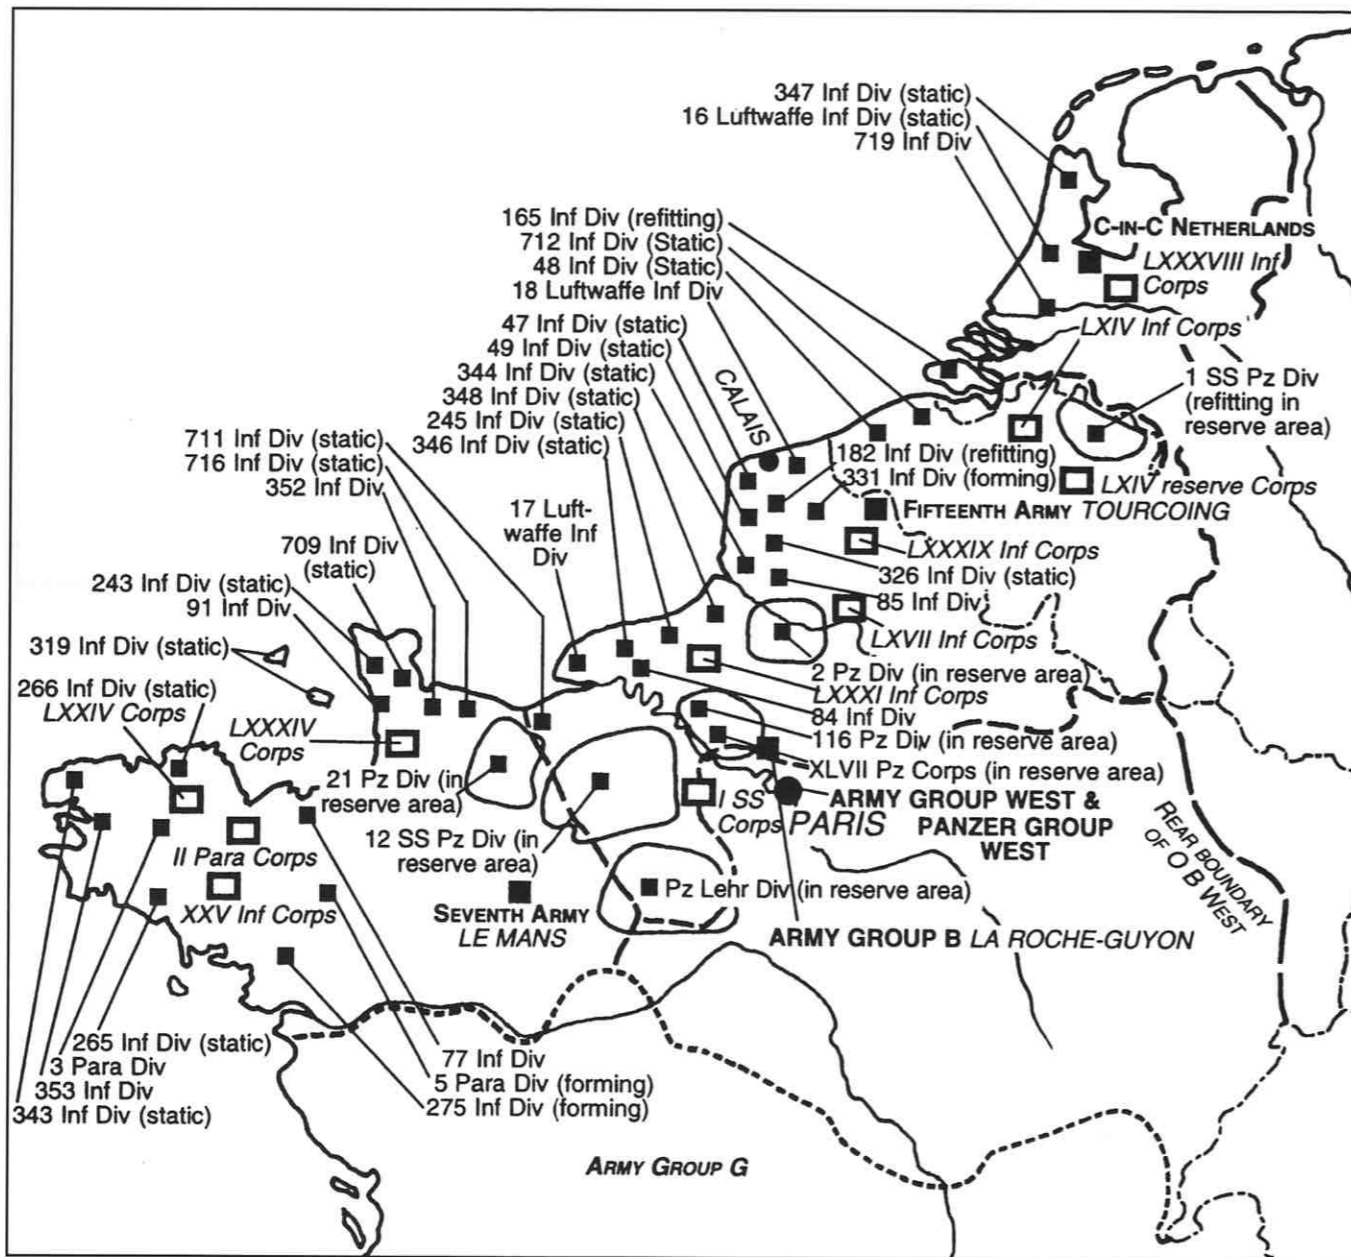 347 Inf Div (static)
16 Luftwaffe Inf Div (static)
719 Inf Div
C-IN-C NETHERLANDS
LXXXVIII Inf
Corps
165 Inf Div (refitting)
712 Inf Div (Static)
48 Inf Div (Static)
18 Luftwaffe Inf Div
47 Inf Div (static)
49 Inf Div (static)
344 Inf Div (static)
348 Inf Div (static)
245 Inf Div (static)
346 Inf Div (static)
CALAIS
LXIV Inf Corps
1 SS Pz Div
(refitting in
reserve area)
182 Inf Div (refitting)
331 Inf Div (forming)
LXIV reserve Corps
FIFTEENTH ARMY TOURCOING
LXXXIX Inf Corps
326 Inf Div (static)
85 Inf Div
LXVII Inf Corps
2 Pz Div (in reserve area)
LXXXI Inf Corps
84 Inf Div
116 Pz Div (in reserve area)
XLVII Pz Corps (in reserve area)
711 Inf Div (static)
716 Inf Div (static)
352 Inf Div
17 Luft-
waffe Inf
Div
709 Inf Div
(static)
243 Inf Div (static)
91 Inf Div
319 Inf Div (static)
266 Inf Div (static)
LXXIV Corps
LXXXIV
Corps
21 Pz Div (in
reserve area)
12 SS Pz Div (in
reserve area)
I SS
Corps
PARIS
ARMY GROUP WEST &
PANZER GROUP
WEST
REAR BOUNDARY
OF O B WEST
II Para Corps
XXV Inf Corps
SEVENTH ARMY
LE MANS
Pz Lehr Div (in reserve area)
ARMY GROUP B LA ROCHE-GUYON
265 Inf Div (static)
3 Para Div
353 Inf Div
343 Inf Div (static)
77 Inf Div
5 Para Div (forming)
275 Inf Div (forming)
ARMY GROUP G